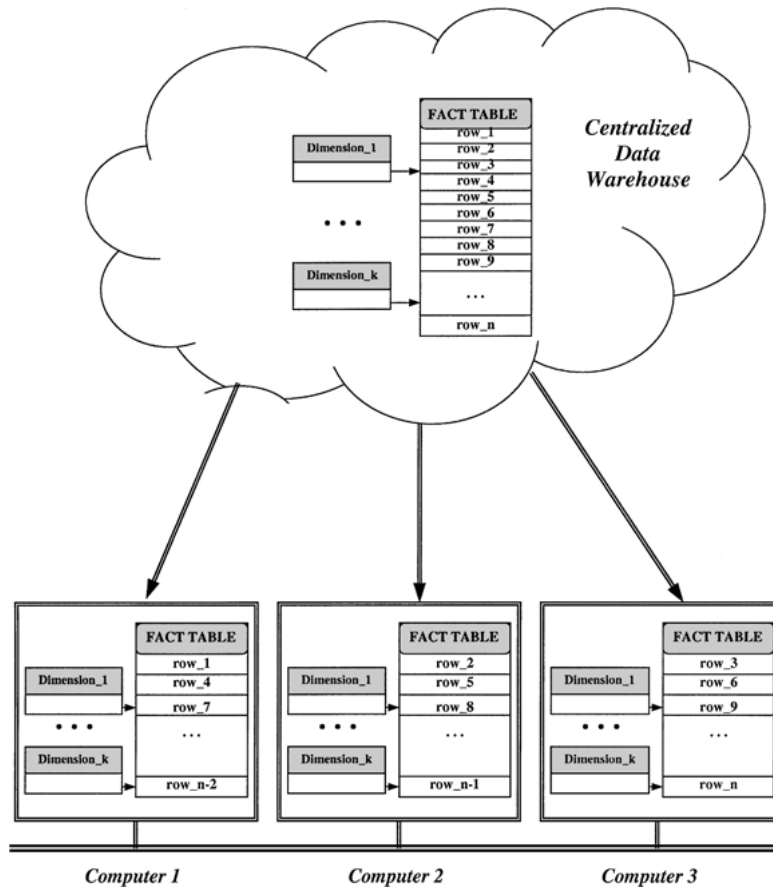 FACT TABLE
row_1
row_2
row_3
row_4
row_5
row_6
row_7
row_8
row_9
...
row_n
Dimension_1
...
Dimension_k
Centralized
Data
Warehouse
FACT TABLE
row_1
row_4
row_7
...
row_n-2
Dimension_1
...
Dimension_k
FACT TABLE
row_2
row_5
row_8
...
row_n-1
Dimension_1
...
Dimension_k
FACT TABLE
row_3
row_6
row_9
...
row_n
Dimension_1
...
Dimension_k
Computer 1
Computer 2
Computer 3